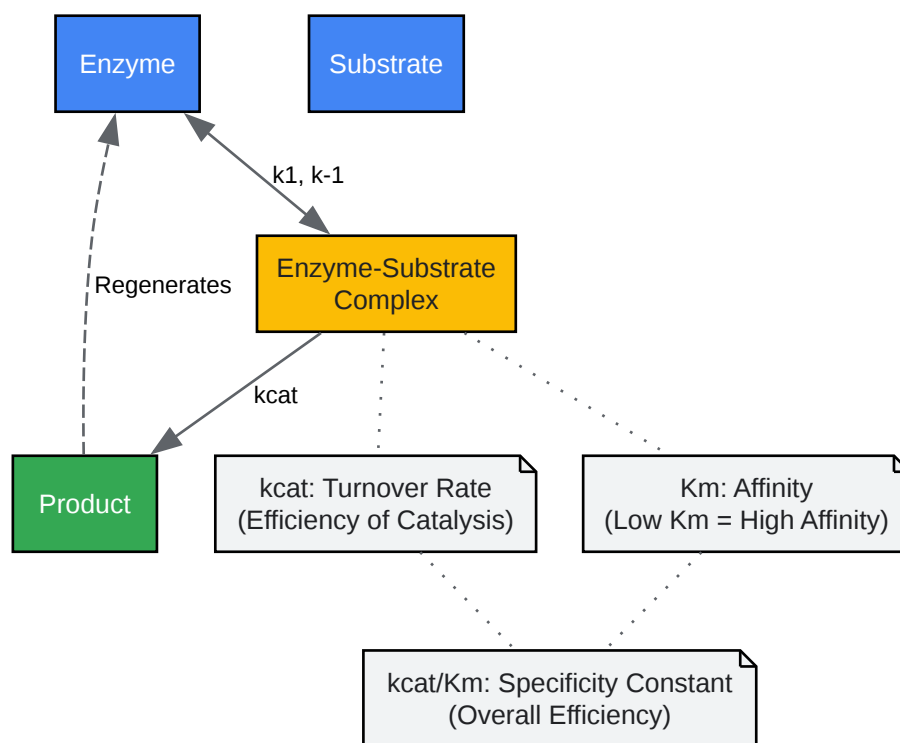 Enzyme
Substrate
k1, k-1
Enzyme-Substrate
Complex
Regenerates
kcat
Product
kcat: Turnover Rate
(Efficiency of Catalysis)
Km: Affinity
(Low Km = High Affinity)
kcat/Km: Specificity Constant
(Overall Efficiency)